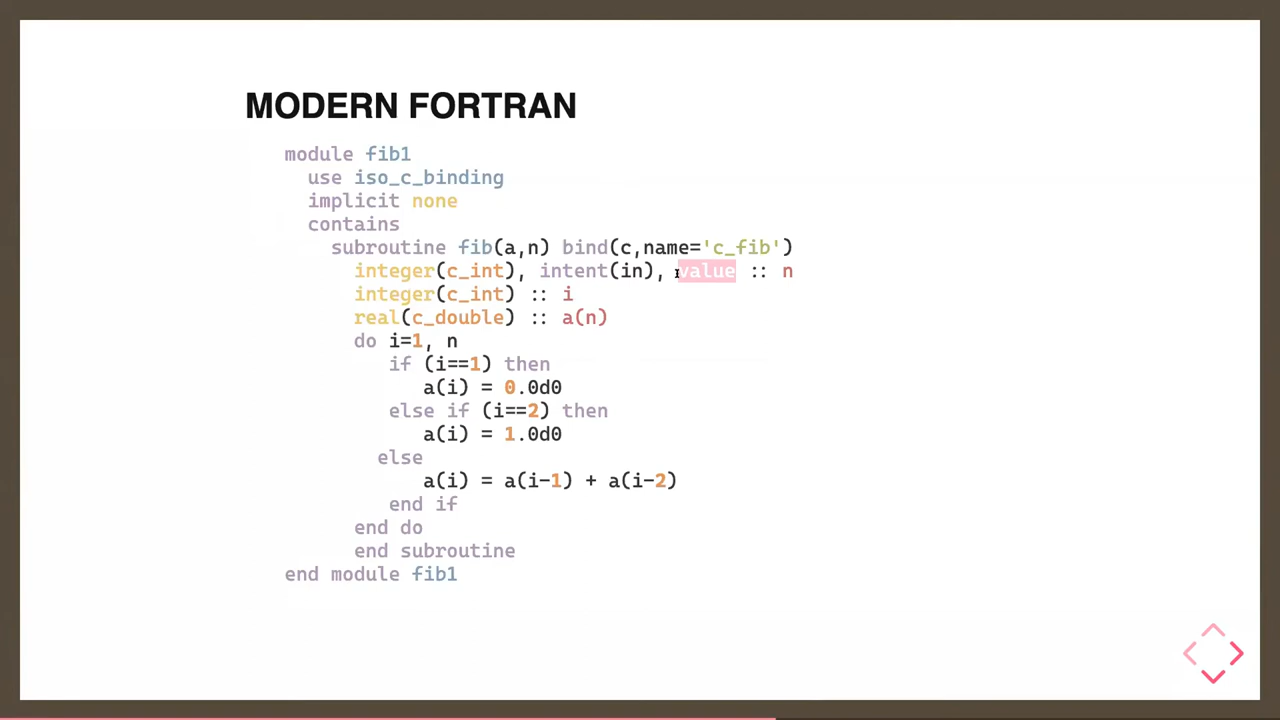 MODERN FORTRAN
module fib1
use iso_c_binding
implicit none
contains
subroutine fib(a,n) bind(c,name='c_fib')
integer(c_int), intent(in), value :: n
integer(c_int) :: i
real(c_double) :: a(n)
do i=1, n
if (i==1) then
a(i) = 0.0d0
else if (i==2) then
a(i) = 1.0d0
else
a(i) = a(i-1) + a(i-2)
end if
end do
end subroutine
end module fib1